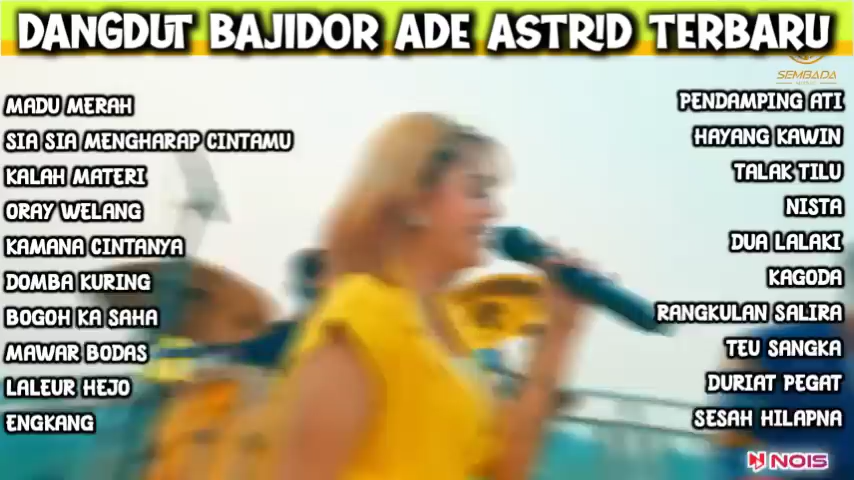 DANGDUT BAJIDOR ADE ASTRID TERBARU
SEMBADA
MADU MERAH
SIA SIA MENGHARAP CINTAMU
KALAH MATERI
ORAY WELANG
KAMANA CINTANYA
DOMBA KURING
BOGOH KA SAHA
MAWAR BODAS
LALEUR HEJO
ENGKANG
PENDAMPING ATI
HAYANG KAWIN
TALAK TILU
NISTA
DUA LALAKI
KAGODA
RANGKULAN SALIRA
TEU SANGKA
DURIAT PEGAT
SESAH HILAPNA
NOIS